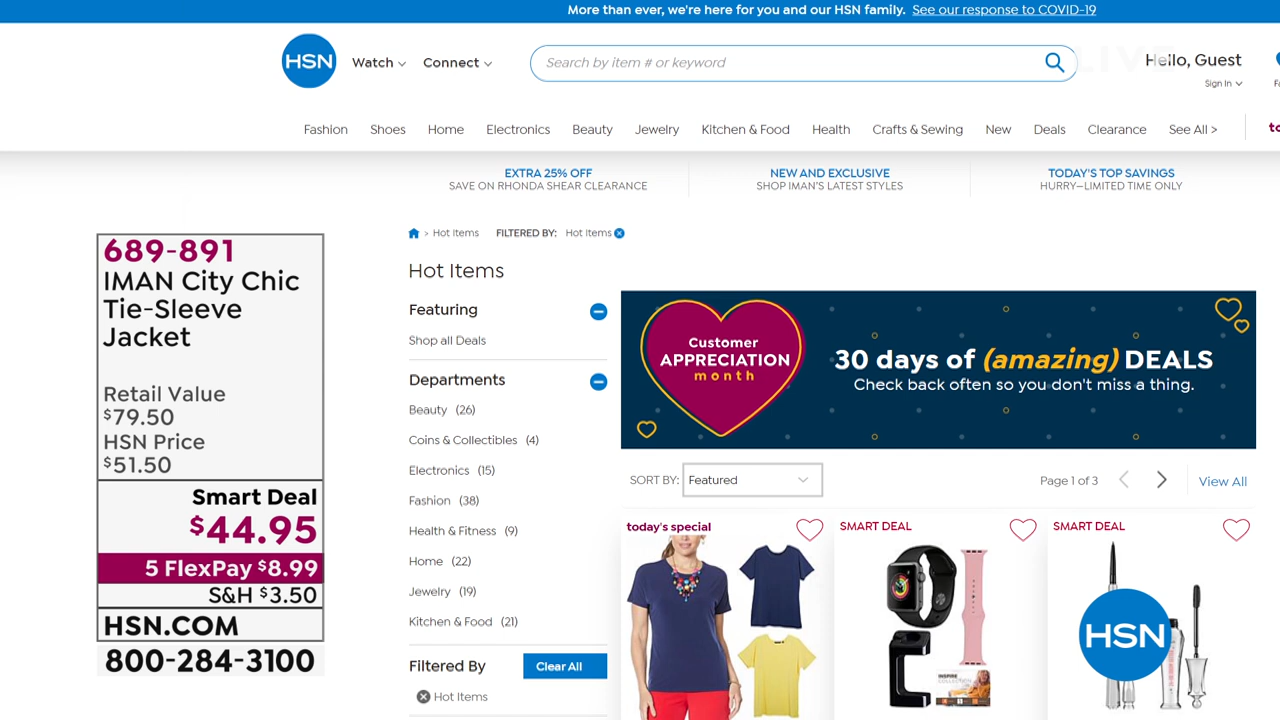 More than ever, we're here for you and our HSN family. See our response to COVID-19
HSN
Watch
Connect
Search by item # or keyword
LIVE
Hello, Guest
Sign In
Fashion Shoes Home Electronics Beauty Jewelry Kitchen & Food Health Crafts & Sewing New Deals Clearance See All >
EXTRA 25% OFF
SAVE ON RHONDA SHEAR CLEARANCE
NEW AND EXCLUSIVE
SHOP IMAN'S LATEST STYLES
TODAY'S TOP SAVINGS
HURRY—LIMITED TIME ONLY
689-891
IMAN City Chic
Tie-Sleeve
Jacket
Retail Value
$79.50
HSN Price
$51.50
Smart Deal
$44.95
5 FlexPay $8.99
S&H $3.50
HSN.COM
800-284-3100
> Hot Items FILTERED BY: Hot Items
Hot Items
Featuring
Shop all Deals
Departments
Beauty (26)
Coins & Collectibles (4)
Electronics (15)
Fashion (38)
Health & Fitness (9)
Home (22)
Jewelry (19)
Kitchen & Food (21)
Filtered By
Clear All
Hot Items
Customer
APPRECIATION
month
30 days of (amazing) DEALS
Check back often so you don't miss a thing.
SORT BY: Featured
Page 1 of 3
View All
today's special
SMART DEAL
SMART DEAL
INSPIRE
HSN